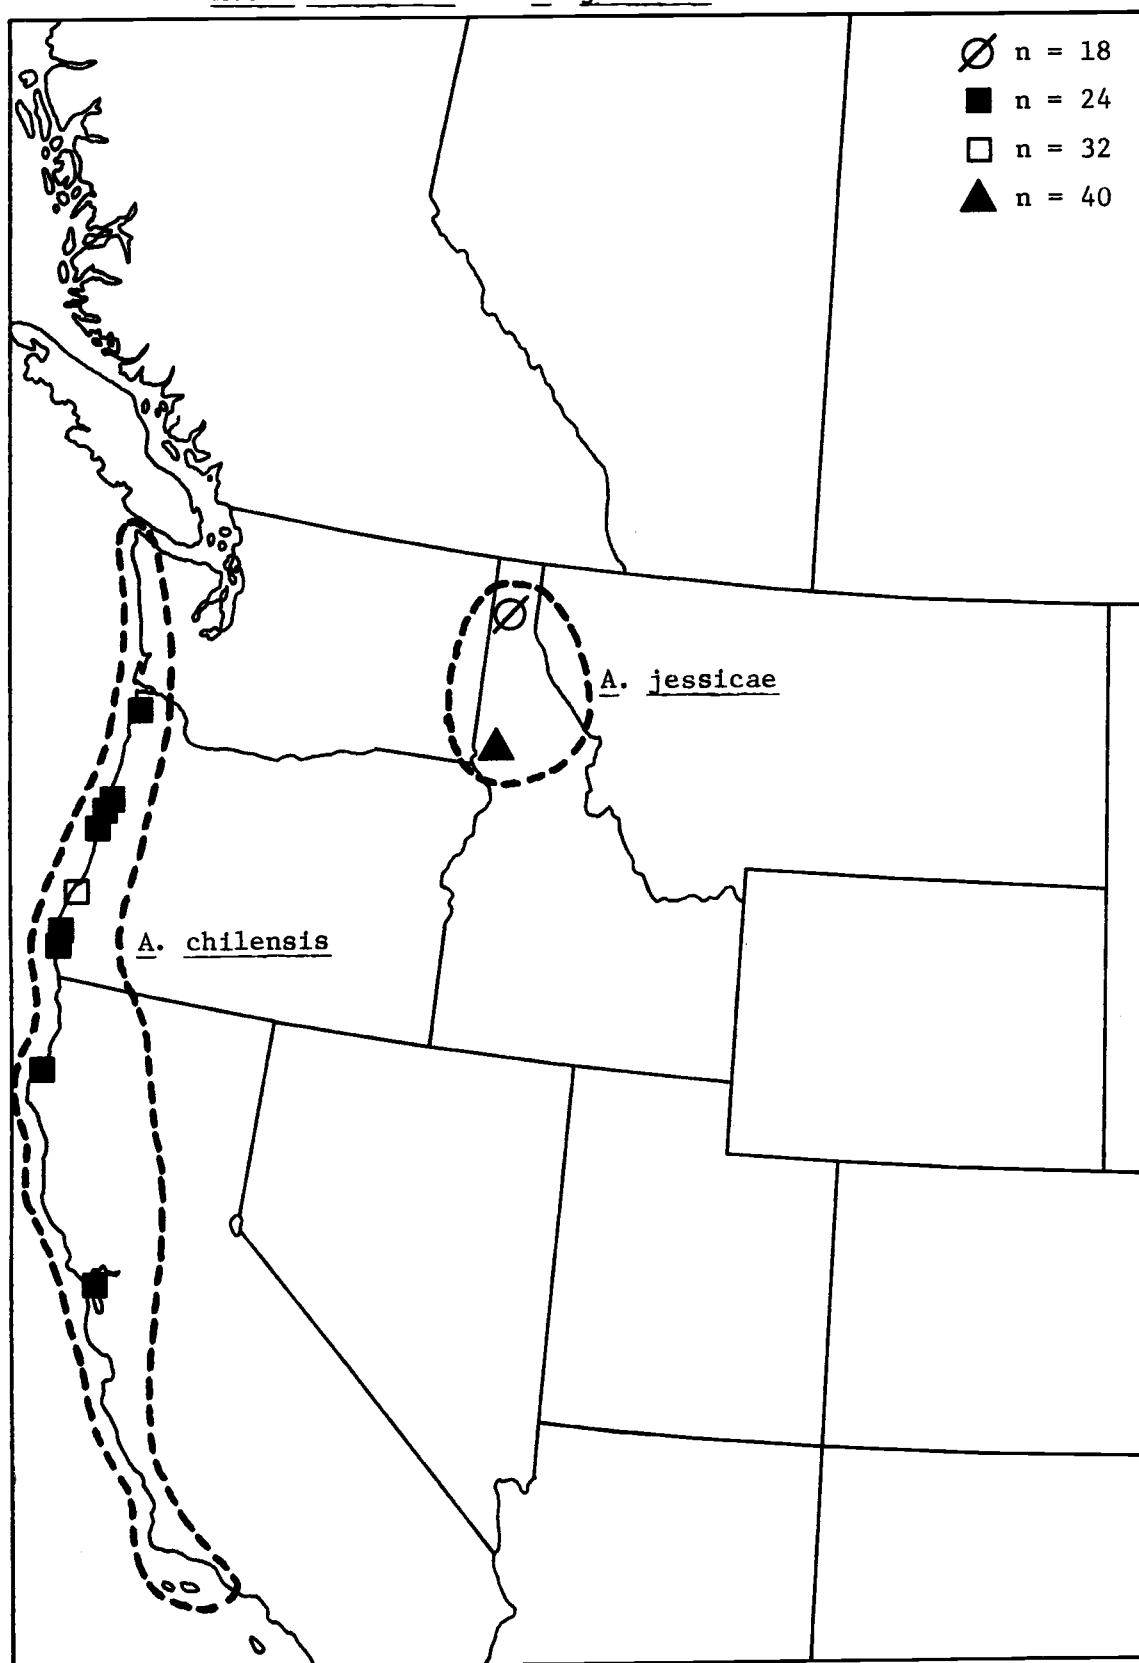 n = 18
n = 24
n = 32
n = 40
A. jessicae
A. chilensis